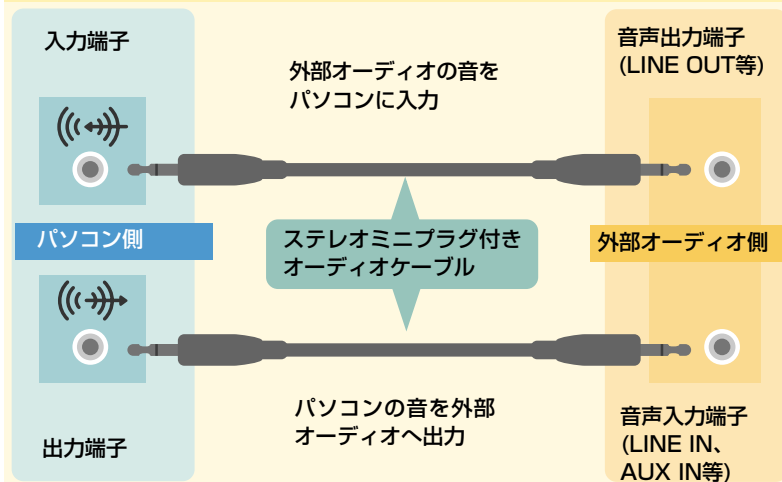 入力端子
外部オーディオの音を
パソコンに入力
音声出力端子
(LINE OUT等)
パソコン側
ステレオミニプラグ付き
オーディオケーブル
外部オーディオ側
出力端子
パソコンの音を外部
オーディオへ出力
音声入力端子
(LINE IN、
AUX IN等)